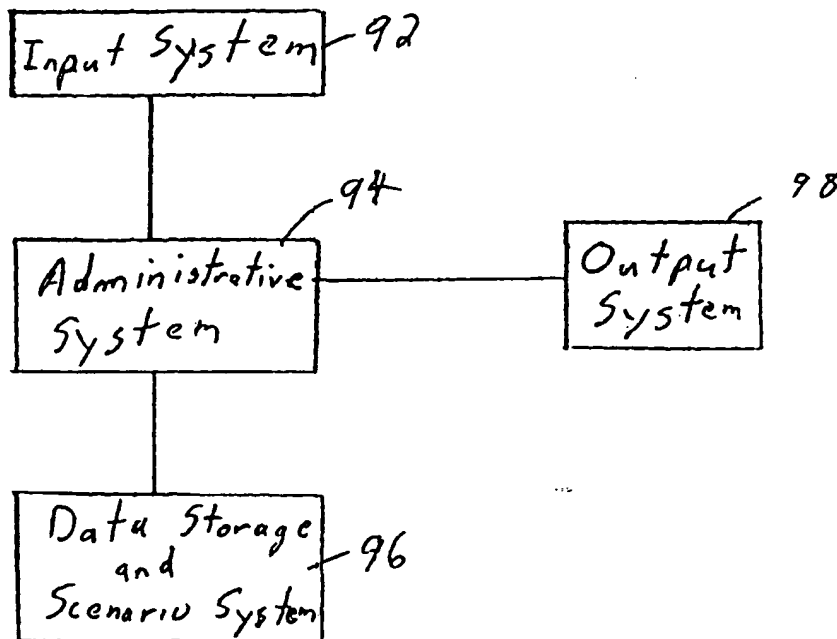 Input System 92
94
98
Administrative
System
Output
System
Data Storage
and
Scenario System
96